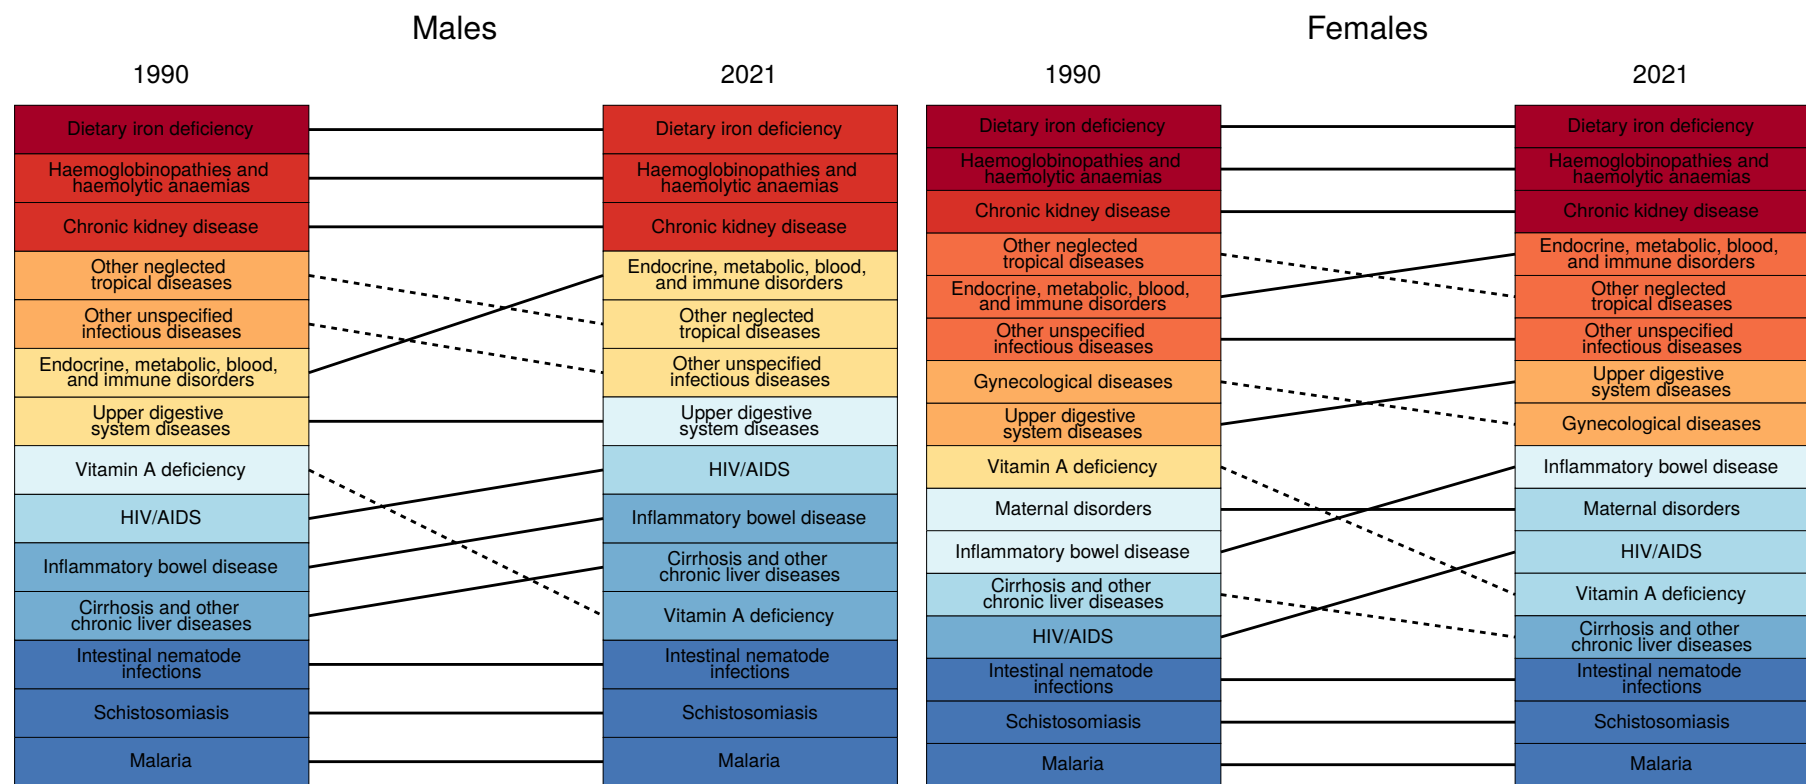 Males
1990
2021
Dietary iron deficiency
Haemoglobinopathies and
haemolytic anaemias
Chronic kidney disease
Other neglected
tropical diseases
Other unspecified
infectious diseases
Endocrine, metabolic, blood,
and immune disorders
Upper digestive
system diseases
Vitamin A deficiency
HIV/AIDS
Inflammatory bowel disease
Cirrhosis and other
chronic liver diseases
Intestinal nematode
infections
Schistosomiasis
Malaria
Dietary iron deficiency
Haemoglobinopathies and
haemolytic anaemias
Chronic kidney disease
Endocrine, metabolic, blood,
and immune disorders
Other neglected
tropical diseases
Other unspecified
infectious diseases
Upper digestive
system diseases
HIV/AIDS
Inflammatory bowel disease
Cirrhosis and other
chronic liver diseases
Vitamin A deficiency
Intestinal nematode
infections
Schistosomiasis
Malaria
Females
1990
2021
Dietary iron deficiency
Haemoglobinopathies and
haemolytic anaemias
Chronic kidney disease
Other neglected
tropical diseases
Endocrine, metabolic, blood,
and immune disorders
Other unspecified
infectious diseases
Gynecological diseases
Upper digestive
system diseases
Vitamin A deficiency
Maternal disorders
Inflammatory bowel disease
Cirrhosis and other
chronic liver diseases
HIV/AIDS
Intestinal nematode
infections
Schistosomiasis
Malaria
Dietary iron deficiency
Haemoglobinopathies and
haemolytic anaemias
Chronic kidney disease
Endocrine, metabolic, blood,
and immune disorders
Other neglected
tropical diseases
Other unspecified
infectious diseases
Upper digestive
system diseases
Gynecological diseases
Inflammatory bowel disease
Maternal disorders
HIV/AIDS
Vitamin A deficiency
Cirrhosis and other
chronic liver diseases
Intestinal nematode
infections
Schistosomiasis
Malaria